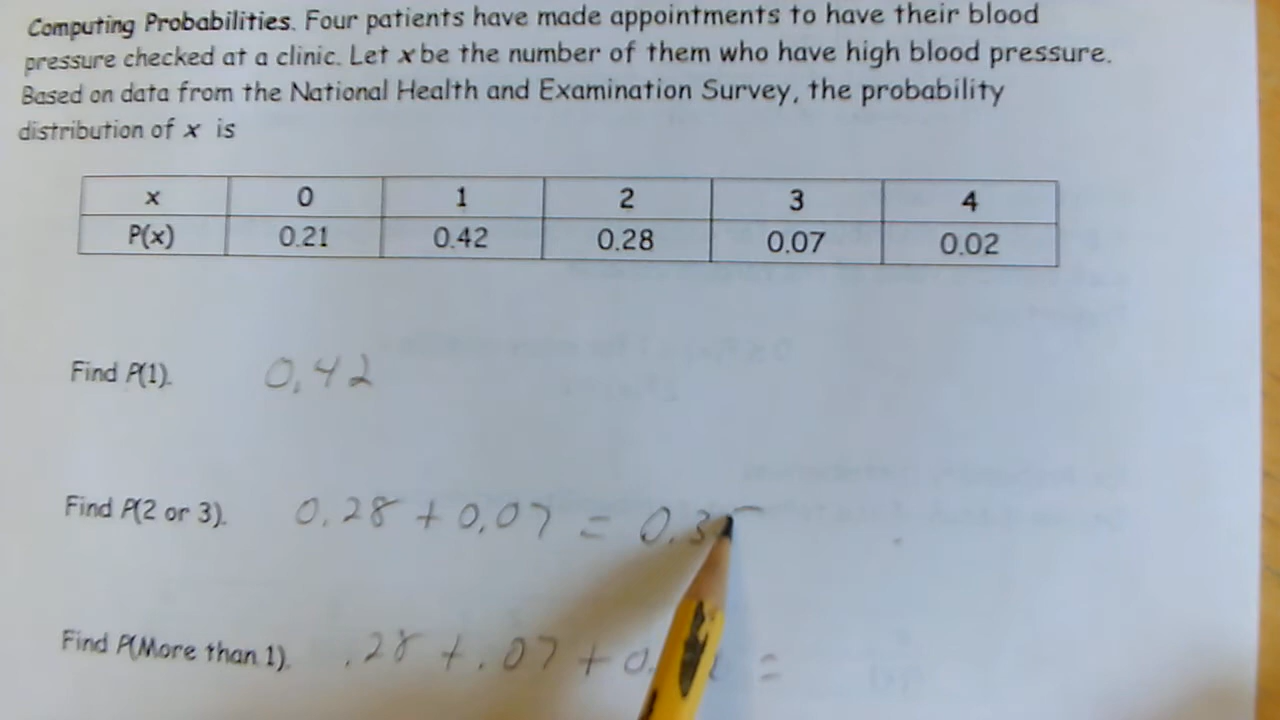 Computing Probabilities. Four patients have made appointments to have their blood
pressure checked at a clinic. Let x be the number of them who have high blood pressure.
Based on data from the National Health and Examination Survey, the probability
distribution of x is
x 0 1 2 3 4
P(x) 0.21 0.42 0.28 0.07 0.02
Find P(1). 0.42
Find P(2 or 3). 0.28 + 0.07 = 0.35
Find P(More than 1). .28 + .07 + =